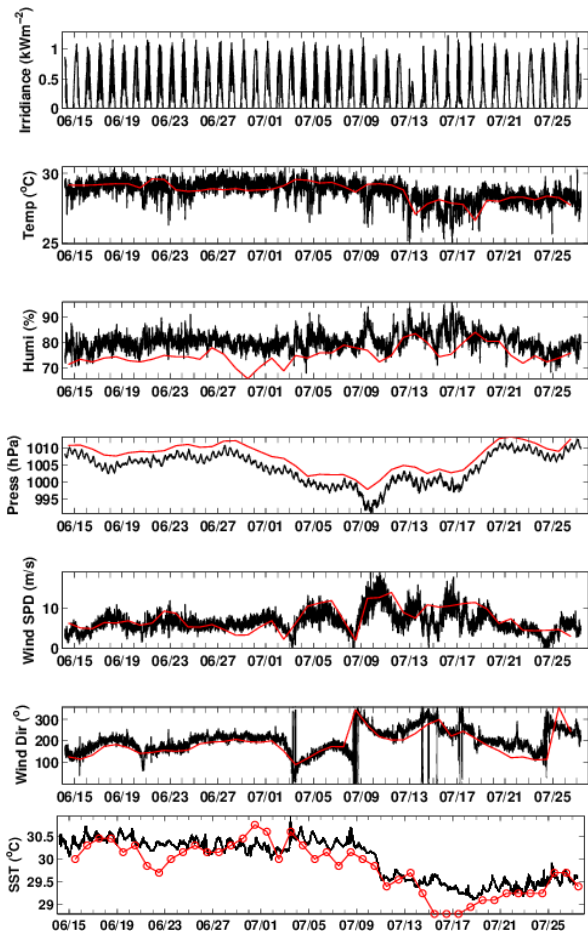 Irridiance (kWm⁻²)
1
0.5
0
06/15 06/19 06/23 06/27 07/01 07/05 07/09 07/13 07/17 07/21 07/25
Temp (°C)
30
25
06/15 06/19 06/23 06/27 07/01 07/05 07/09 07/13 07/17 07/21 07/25
Humi (%)
90
80
70
06/15 06/19 06/23 06/27 07/01 07/05 07/09 07/13 07/17 07/21 07/25
Press (hPa)
1010
1005
1000
995
06/15 06/19 06/23 06/27 07/01 07/05 07/09 07/13 07/17 07/21 07/25
Wind SPD (m/s)
10
0
06/15 06/19 06/23 06/27 07/01 07/05 07/09 07/13 07/17 07/21 07/25
Wind Dir (°)
300
200
100
06/15 06/19 06/23 06/27 07/01 07/05 07/09 07/13 07/17 07/21 07/25
SST (°C)
30.5
30
29.5
29
06/15 06/19 06/23 06/27 07/01 07/05 07/09 07/13 07/17 07/21 07/25